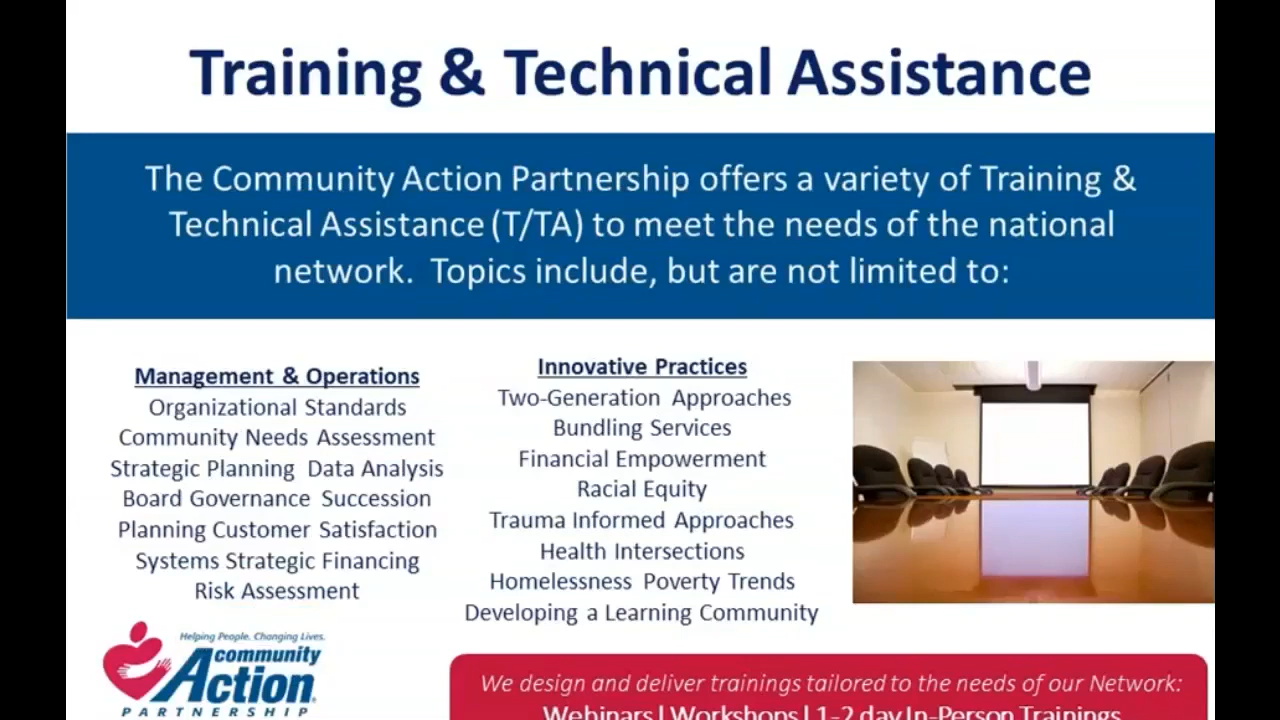 Training & Technical Assistance
The Community Action Partnership offers a variety of Training &
Technical Assistance (T/TA) to meet the needs of the national
network. Topics include, but are not limited to:
Management & Operations
Organizational Standards
Community Needs Assessment
Strategic Planning Data Analysis
Board Governance Succession
Planning Customer Satisfaction
Systems Strategic Financing
Risk Assessment
Innovative Practices
Two-Generation Approaches
Bundling Services
Financial Empowerment
Racial Equity
Trauma Informed Approaches
Health Intersections
Homelessness Poverty Trends
Developing a Learning Community
Helping People. Changing Lives.
community
Action
PARTNERSHIP
We design and deliver trainings tailored to the needs of our Network:
Webinars | Workshops | 1-2 day In-Person Trainings